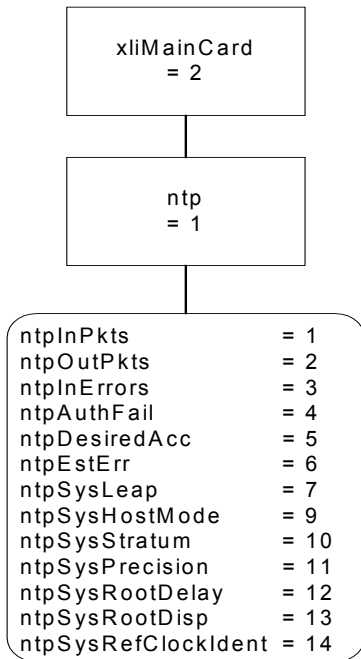 xliMainCard
= 2
ntp
= 1
ntpInPkts = 1
ntpOutPkts = 2
ntpInErrors = 3
ntpAuthFail = 4
ntpDesiredAcc = 5
ntpEstErr = 6
ntpSysLeap = 7
ntpSysHostMode = 9
ntpSysStratum = 10
ntpSysPrecision = 11
ntpSysRootDelay = 12
ntpSysRootDisp = 13
ntpSysRefClockIdent = 14